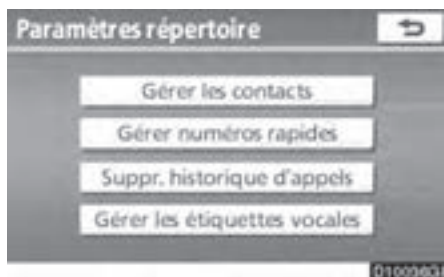 Paramètres répertoire
Gérer les contacts
Gérer numéros rapides
Suppr. historique d'appels
Gérer les étiquettes vocales